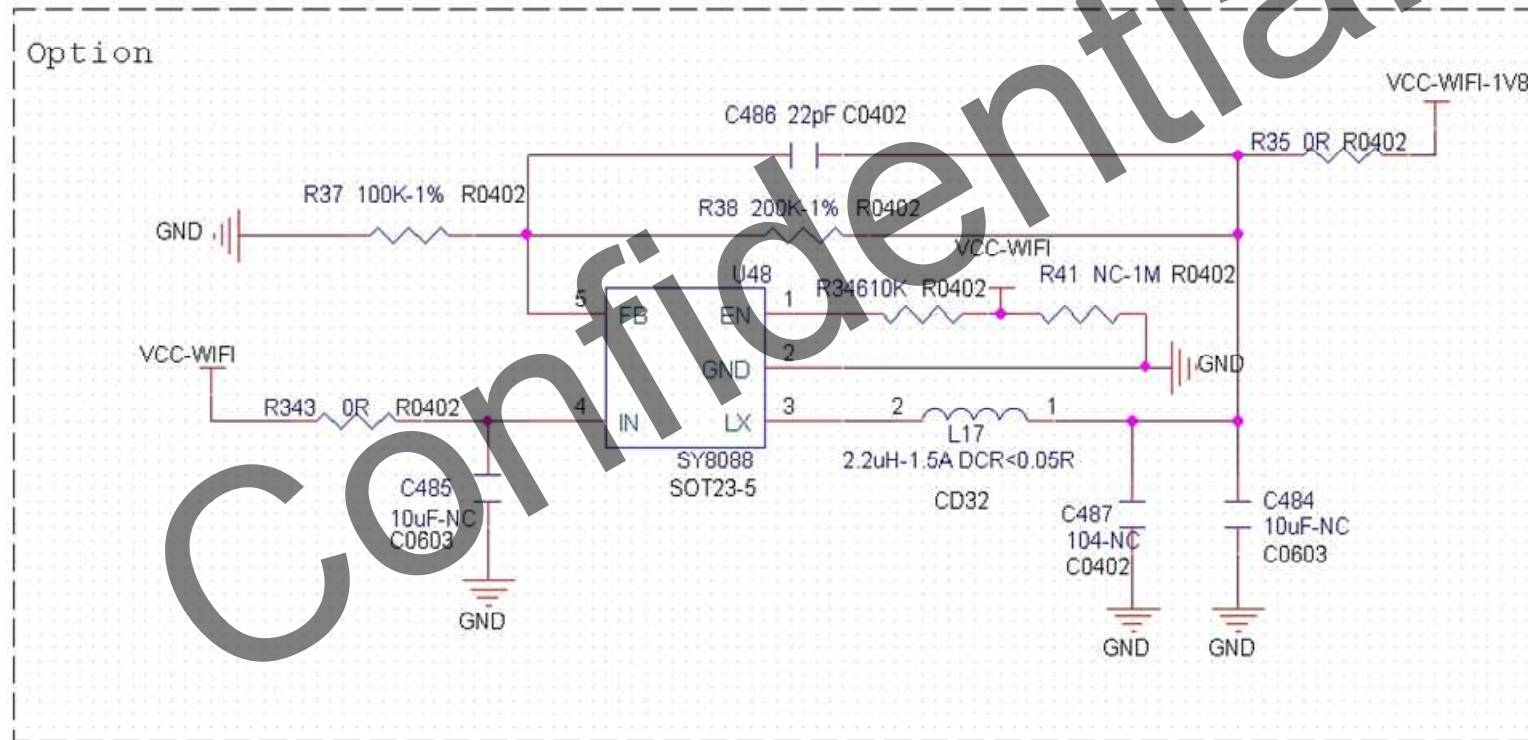 Option
VCC-WIFI-1V8
C486 22pF C0402
R35 0R R0402
R37 100K-1% R0402
R38 200K-1% R0402
GND
VCC-WIFI
U48
R41 NC-1M R0402
5
FB
EN
1
R34610K R0402
VCC-WIFI
GND
2
GND
R343 0R R0402
4
IN
LX
3
2
1
L17
SY8088
2.2uH-1.5A DCR<0.05R
SOT23-5
CD32
C485
10uF-NC
C0603
GND
C487
104-NC
C0402
GND
C484
10uF-NC
C0603
GND
Confidential